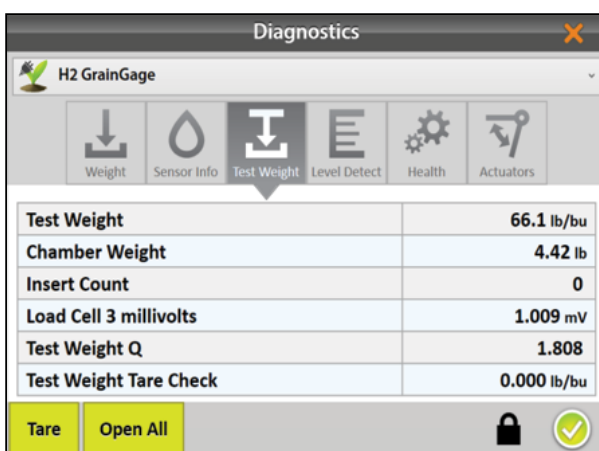 Diagnostics
H2 GrainGage
Weight Sensor Info Test Weight Level Detect Health Actuators
Test Weight 66.1 lb/bu
Chamber Weight 4.42 lb
Insert Count 0
Load Cell 3 millivolts 1.009 mV
Test Weight Q 1.808
Test Weight Tare Check 0.000 lb/bu
Tare Open All